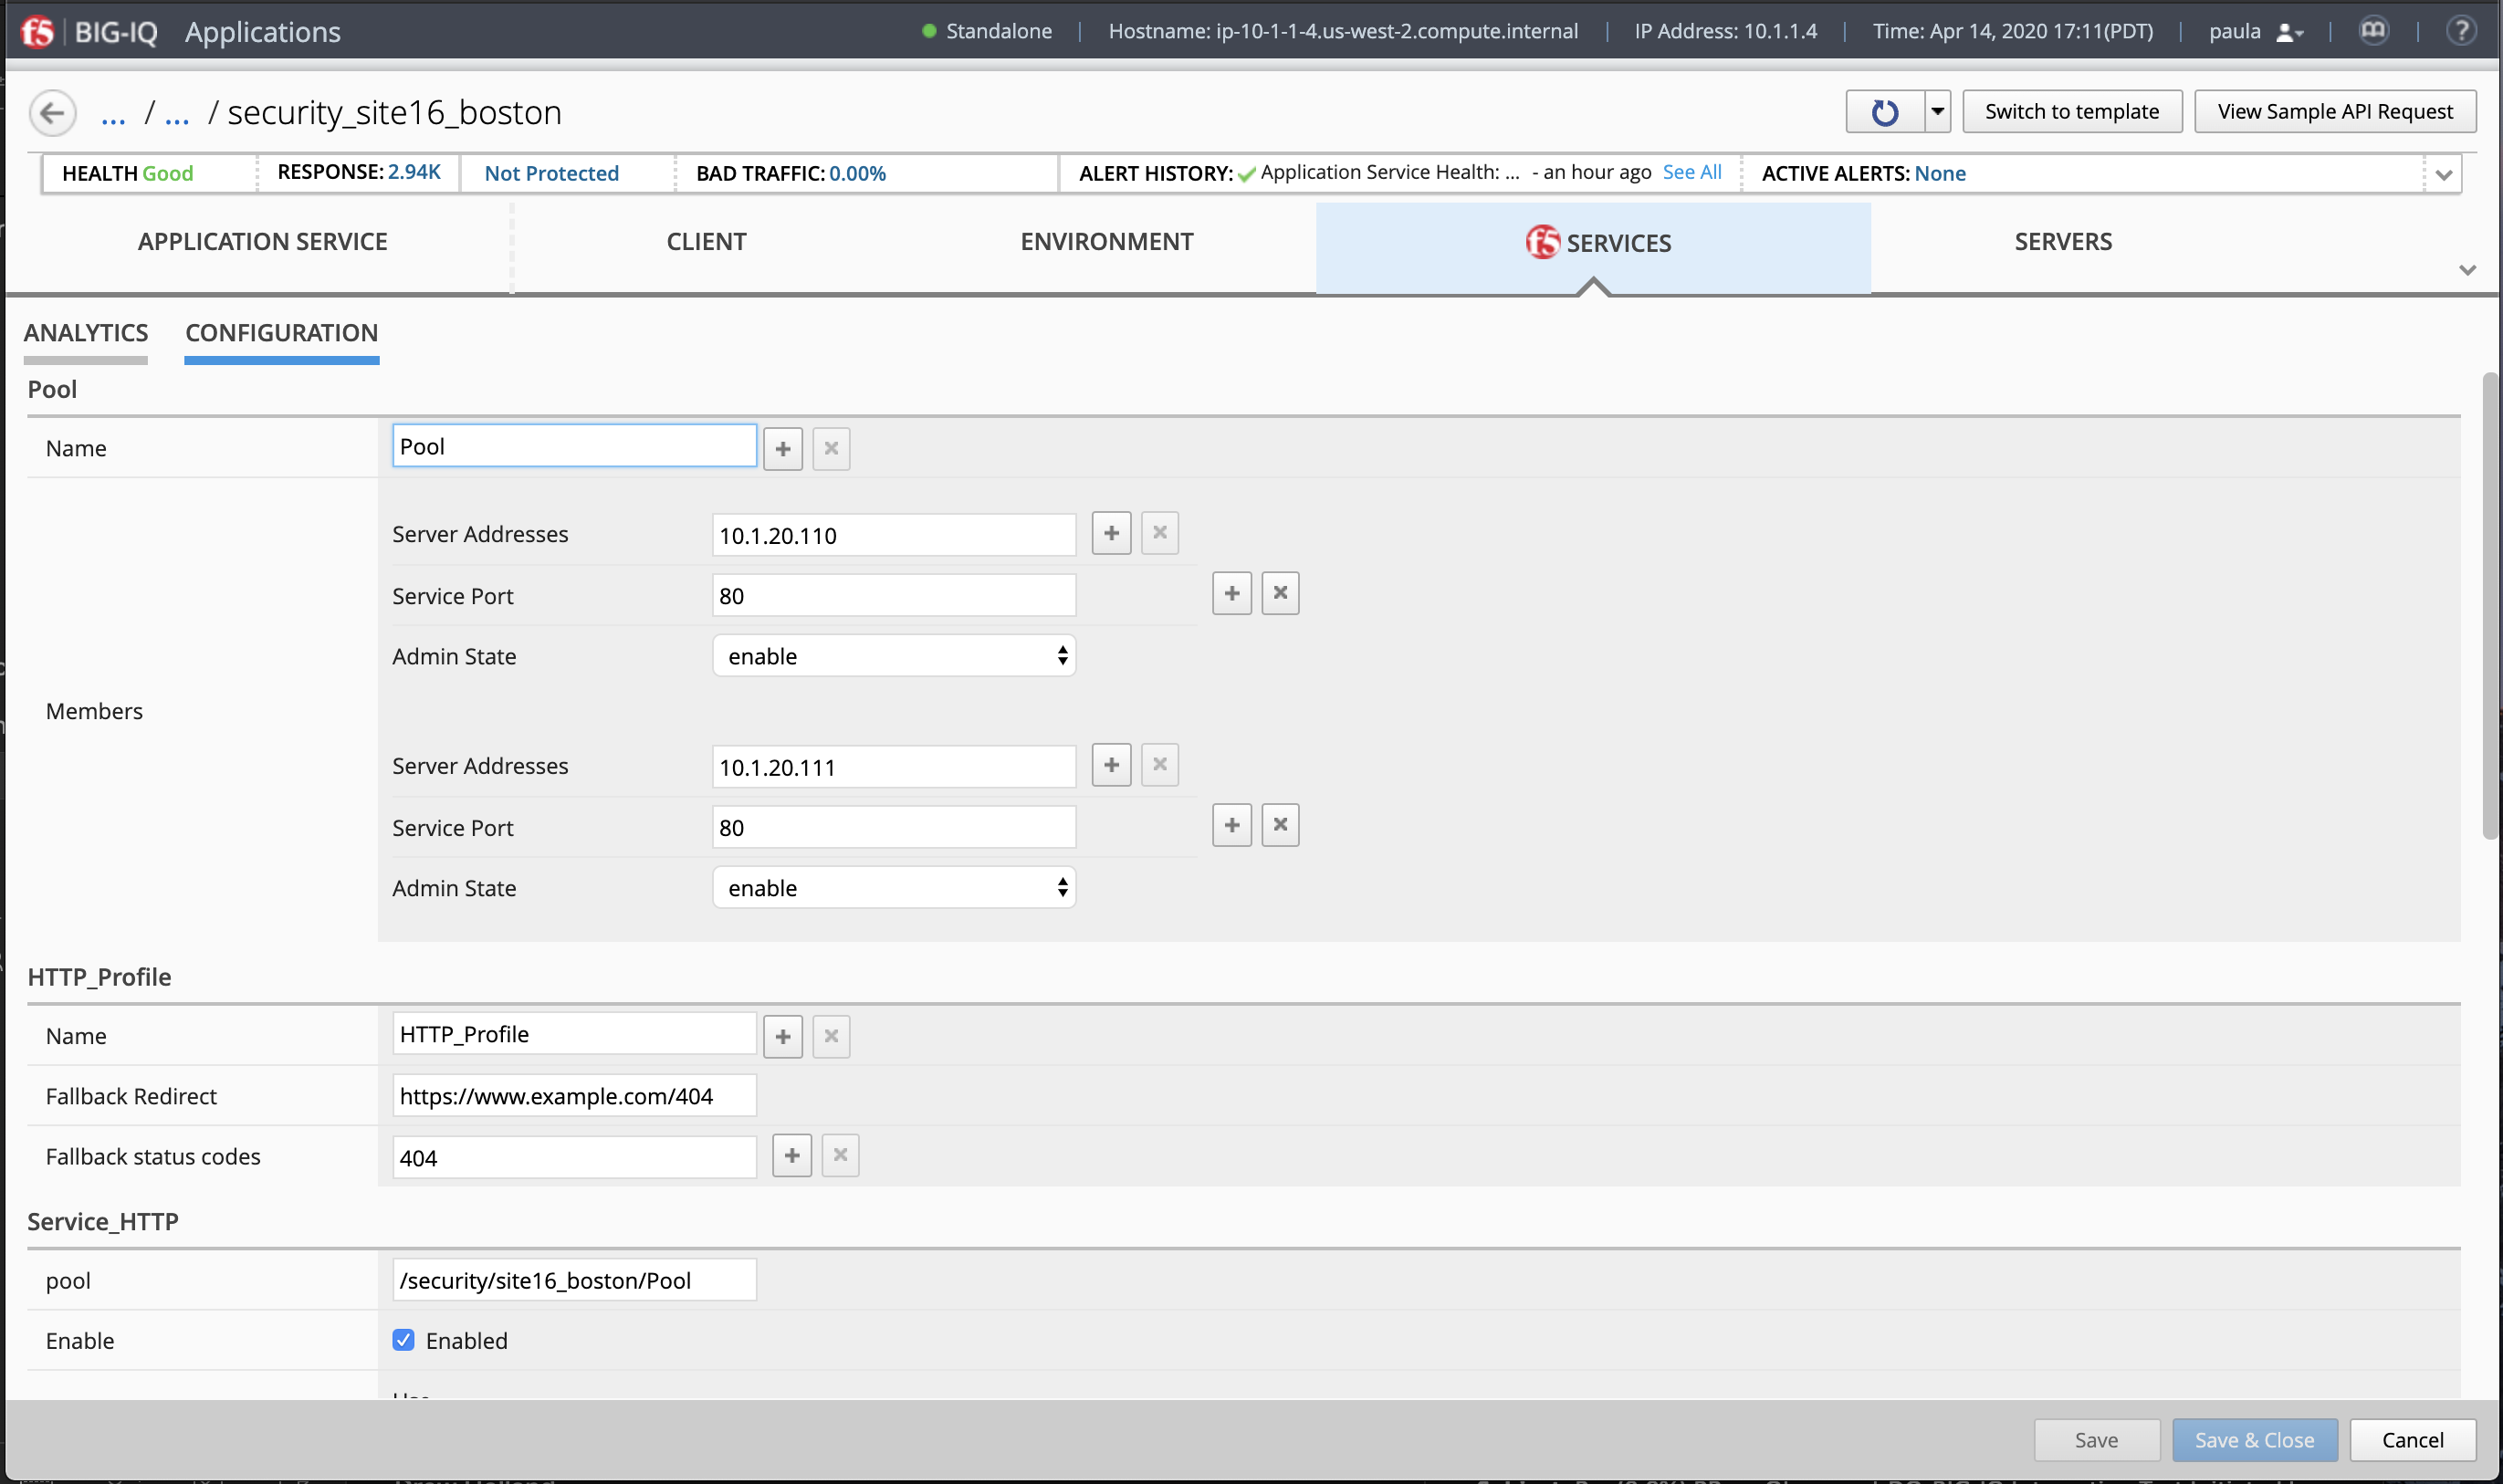 f5 BIG-IQ Applications Standalone Hostname: ip-10-1-1-4.us-west-2.compute.internal IP Address: 10.1.1.4 Time: Apr 14, 2020 17:11(PDT) paula ?
... / ... / security_site16_boston Switch to template View Sample API Request
HEALTH Good RESPONSE: 2.94K Not Protected BAD TRAFFIC: 0.00% ALERT HISTORY: Application Service Health: ... - an hour ago See All ACTIVE ALERTS: None
APPLICATION SERVICE CLIENT ENVIRONMENT f5 SERVICES SERVERS
ANALYTICS CONFIGURATION
Pool
Name Pool
Server Addresses 10.1.20.110
Service Port 80
Admin State enable
Members
Server Addresses 10.1.20.111
Service Port 80
Admin State enable
HTTP_Profile
Name HTTP_Profile
Fallback Redirect https://www.example.com/404
Fallback status codes 404
Service_HTTP
pool /security/site16_boston/Pool
Enable Enabled
Save Save & Close Cancel